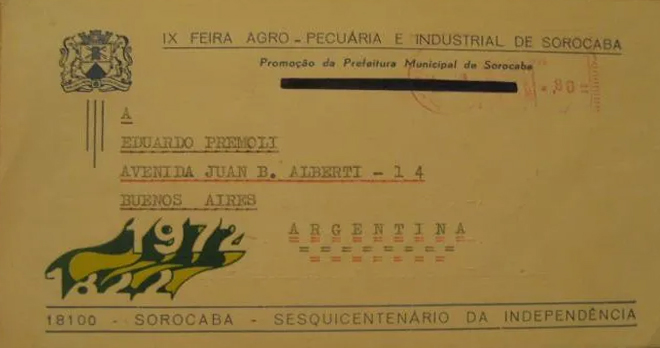 IX FEIRA AGRO-PECUÁRIA E INDUSTRIAL DE SOROCABA
Promoção da Prefeitura Municipal de Sorocaba
.80
A
EDUARDO PREMOLI
AVENIDA JUAN B. ALBERTI - 14
BUENOS AIRES
ARGENTINA
1972
1822
18100 - SOROCABA - SESQUICENTENÁRIO DA INDEPENDÊNCIA